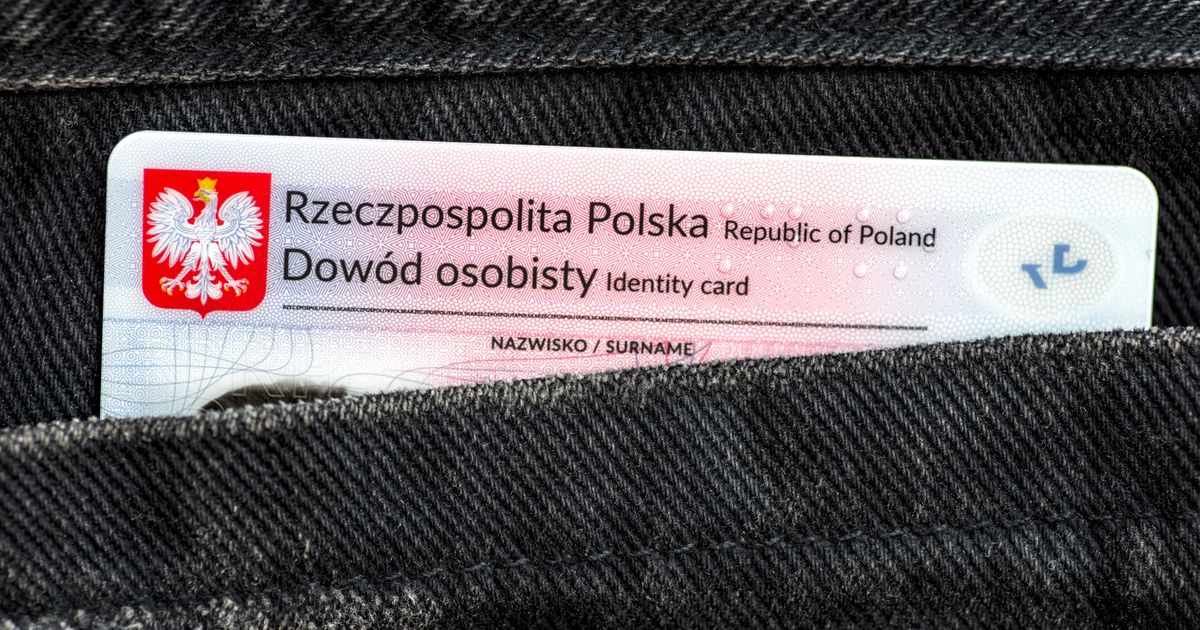 Rzeczpospolita Polska Republic of Poland
Dowód osobisty Identity card
NAZWISKO / SURNAME